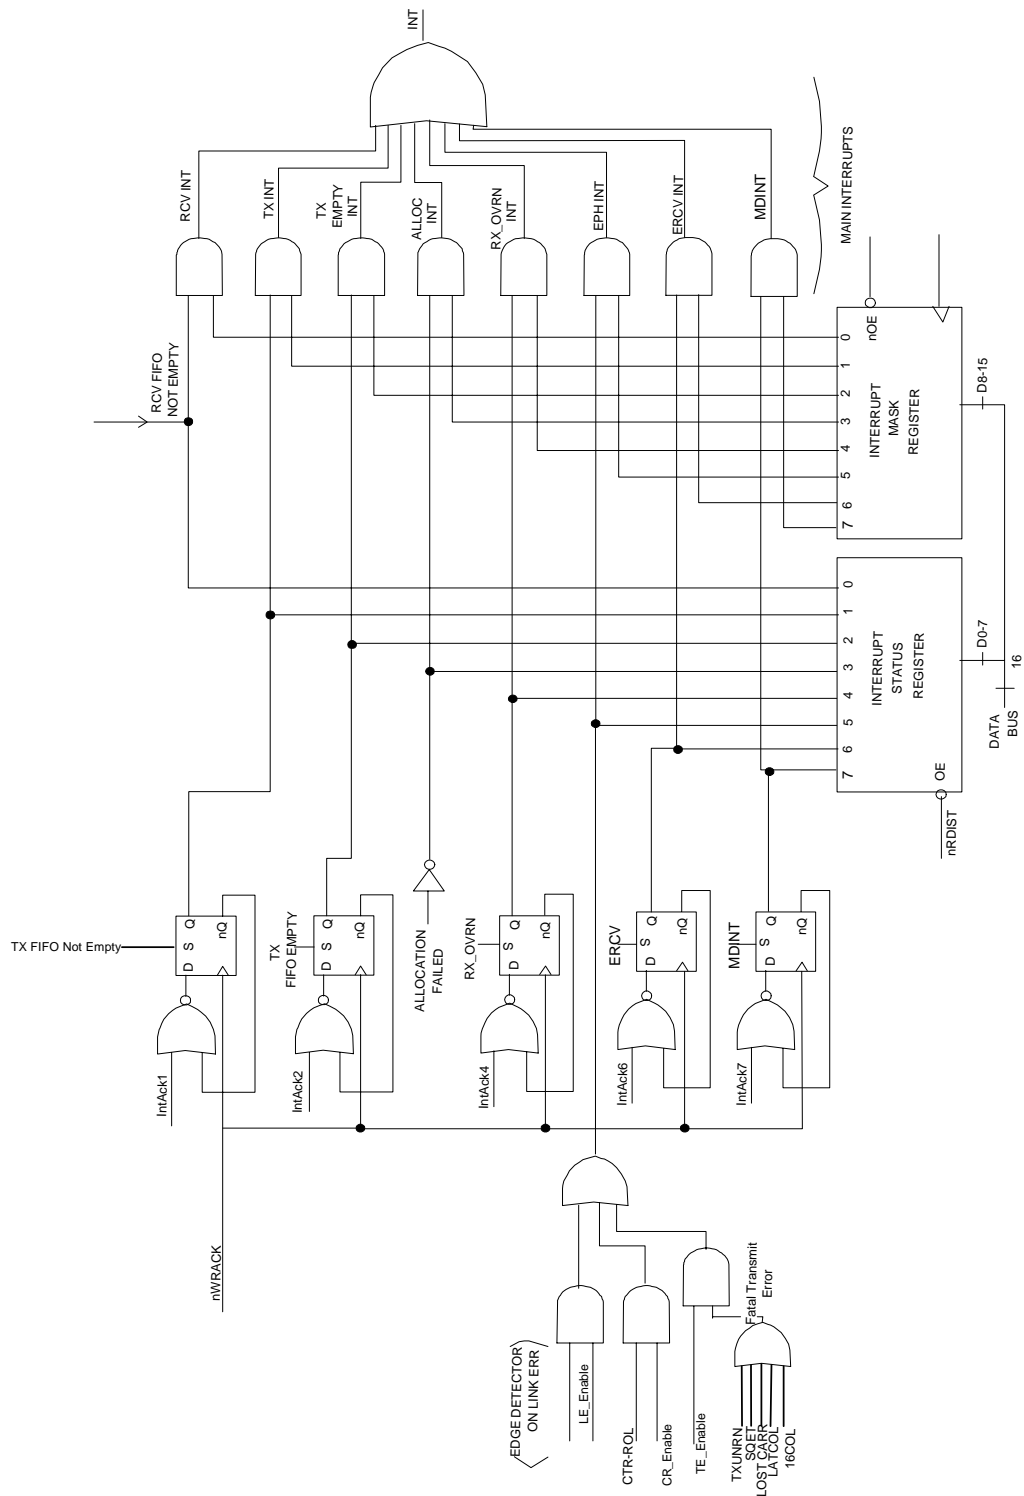 INT
RCV INT
TX INT
TX
EMPTY
INT
ALLOC
INT
RX_OVRN
INT
EPH INT
ERCV INT
MDINT
MAIN INTERRUPTS
RCV FIFO
NOT EMPTY
0
1
2
3
4
5
6
7
nOE
INTERRUPT
MASK
REGISTER
D8-15
0
1
2
3
4
5
6
7
INTERRUPT
STATUS
REGISTER
OE
nRDIST
D0-7
16
DATA
BUS
TX FIFO Not Empty
D
S
Q
nQ
IntAck1
TX
FIFO EMPTY
D
S
Q
nQ
IntAck2
ALLOCATION
FAILED
RX_OVRN
D
S
Q
nQ
IntAck4
ERCV
D
S
Q
nQ
IntAck6
MDINT
D
S
Q
nQ
IntAck7
nWRACK
EDGE DETECTOR
ON LINK ERR
LE_Enable
CTR-ROL
CR_Enable
TE_Enable
Fatal Transmit
Error
TXUNRN
SQET
LOST CARR
LATCOL
16COL